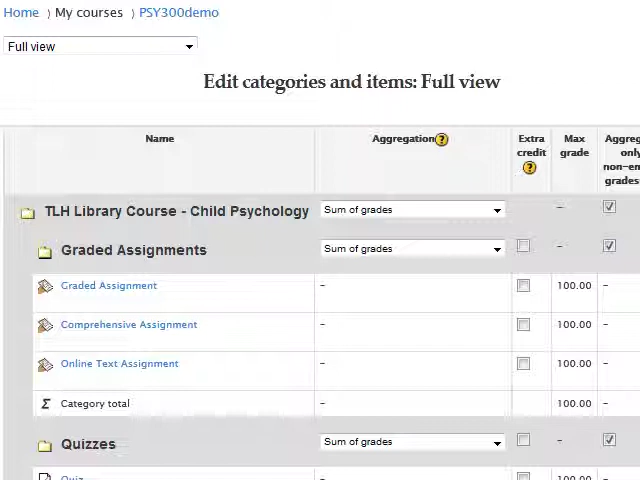 Home ) My courses ) PSY300demo
Full view
Edit categories and items: Full view
Name Aggregation Extra credit Max grade Aggreg only non-em grades
TLH Library Course - Child Psychology Sum of grades –
Graded Assignments Sum of grades –
Graded Assignment – 100.00 –
Comprehensive Assignment – 100.00 –
Online Text Assignment – 100.00 –
Σ Category total 100.00 –
Quizzes Sum of grades –